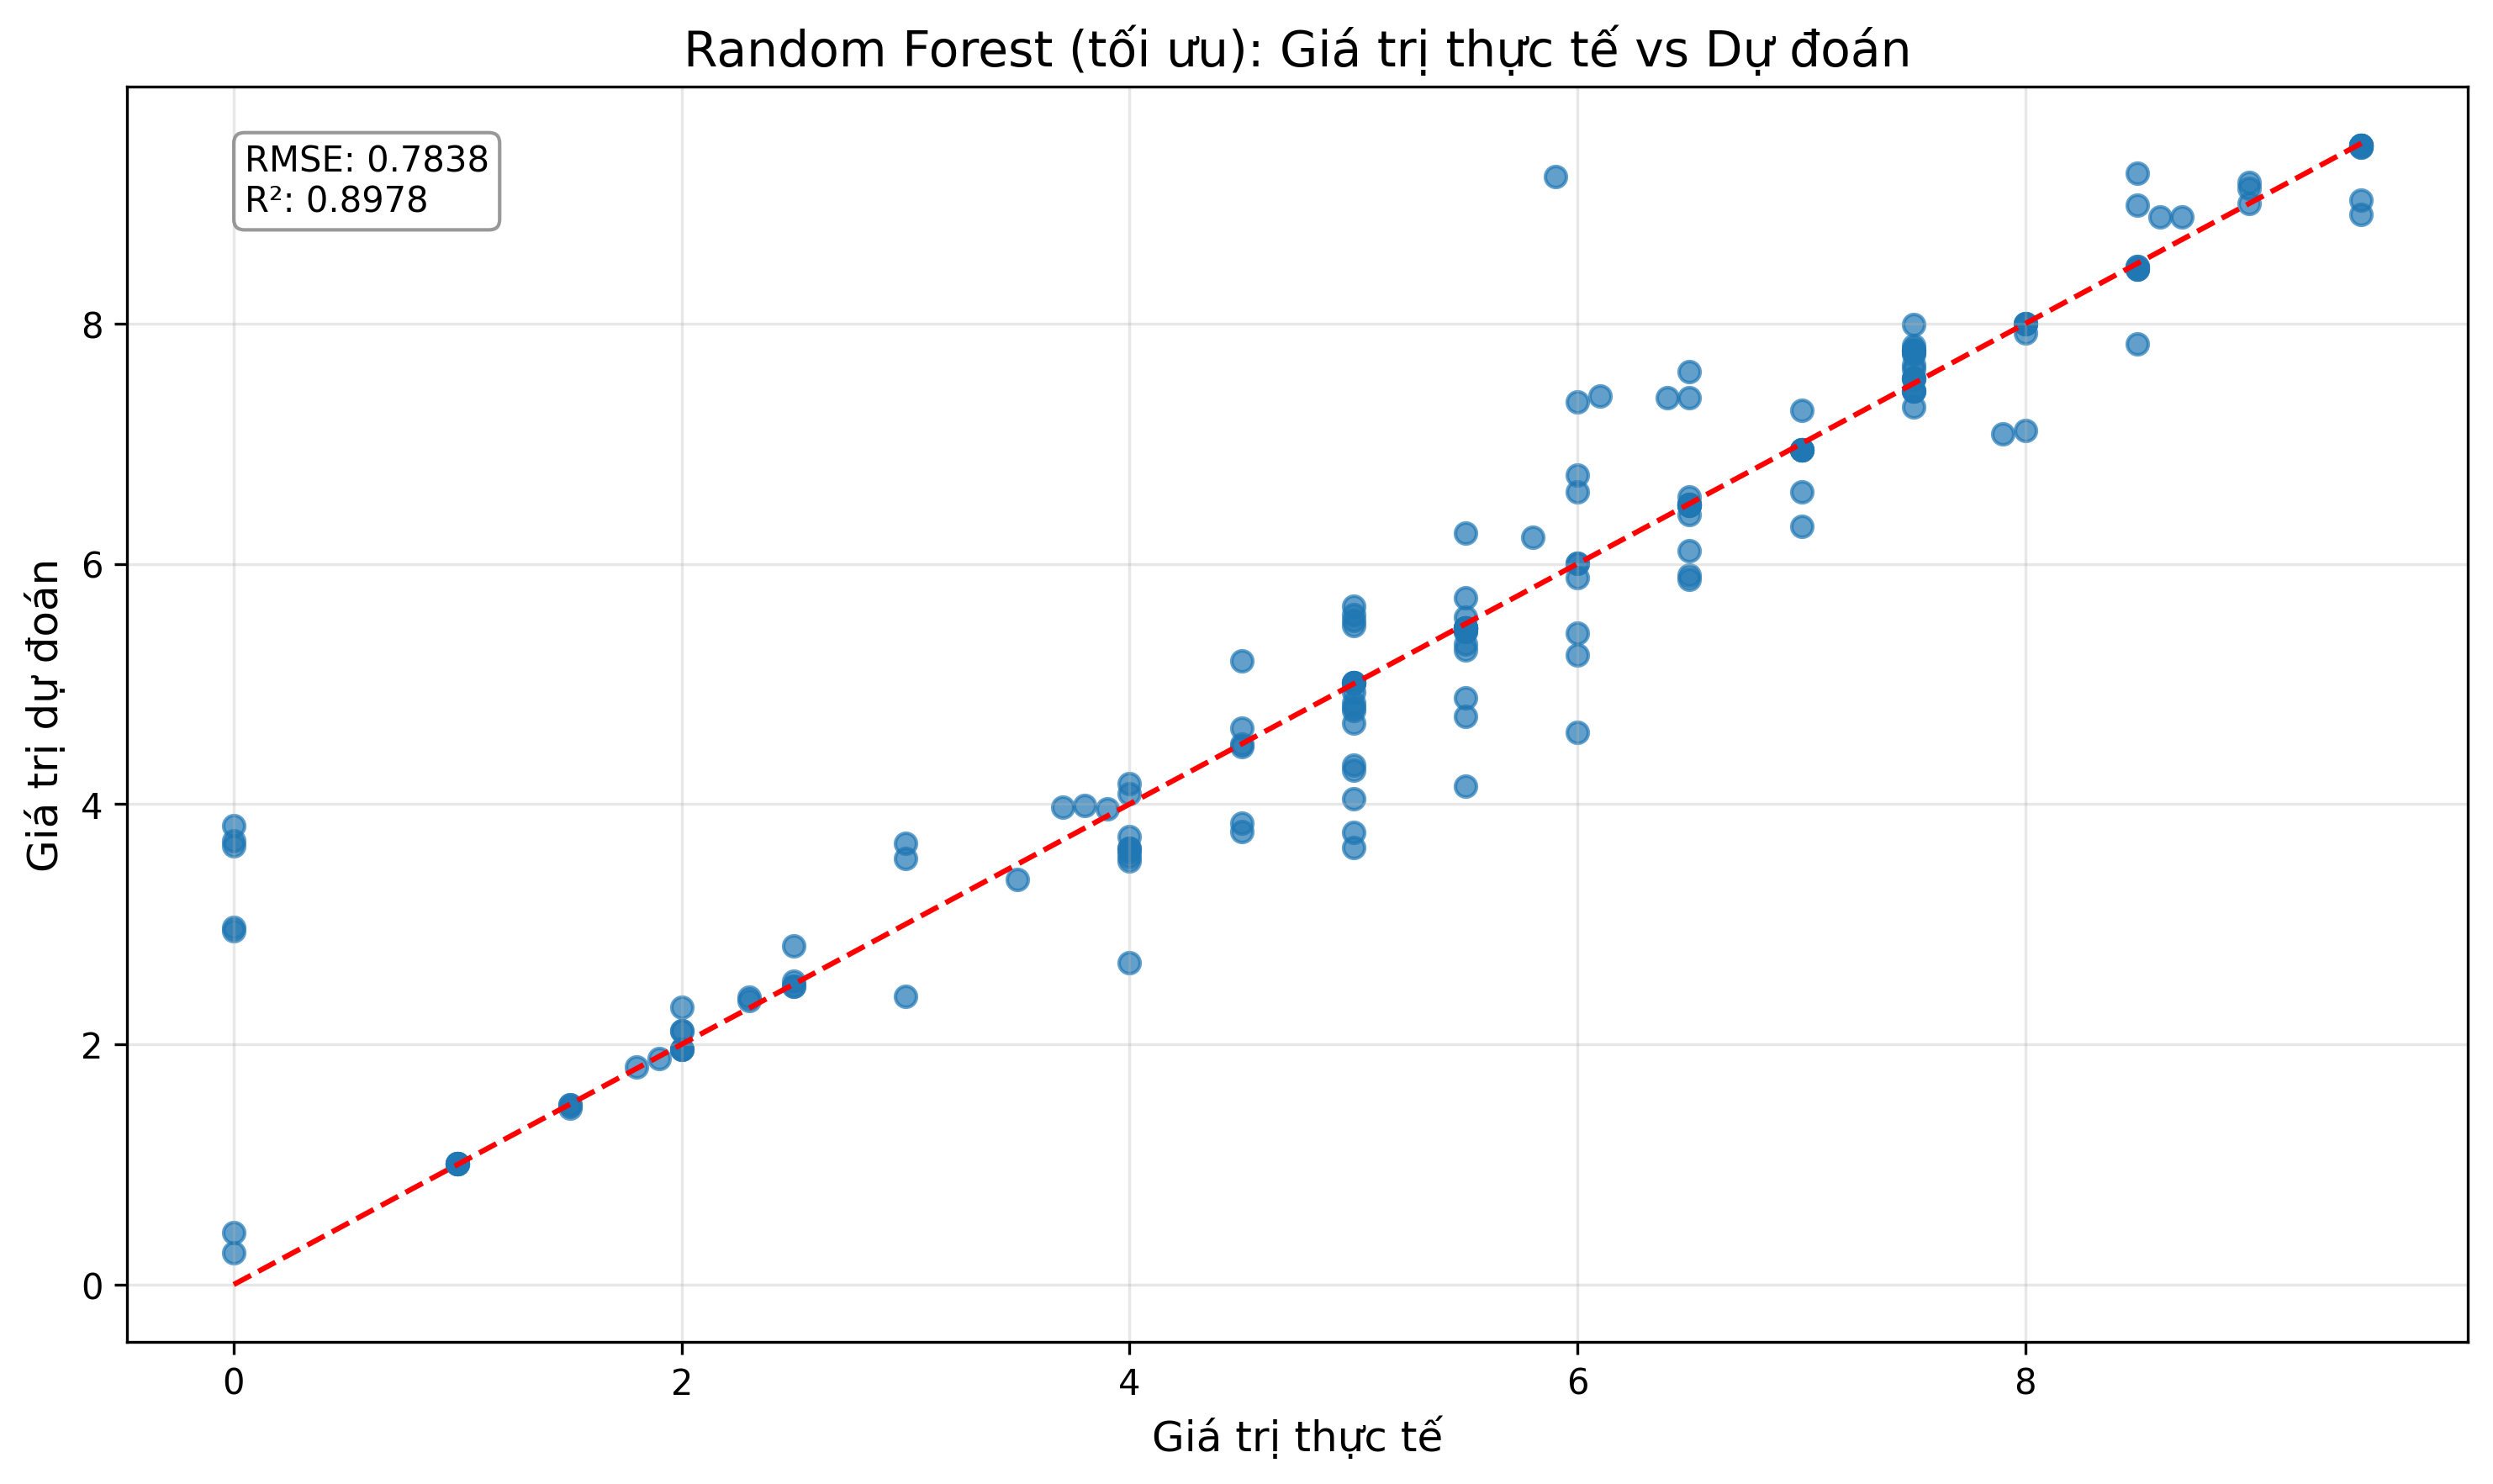 Random Forest (tối ưu): Giá trị thực tế vs Dự đoán
RMSE: 0.7838
R²: 0.8978
Giá trị dự đoán
8
6
4
2
0
0 2 4 6 8
Giá trị thực tế